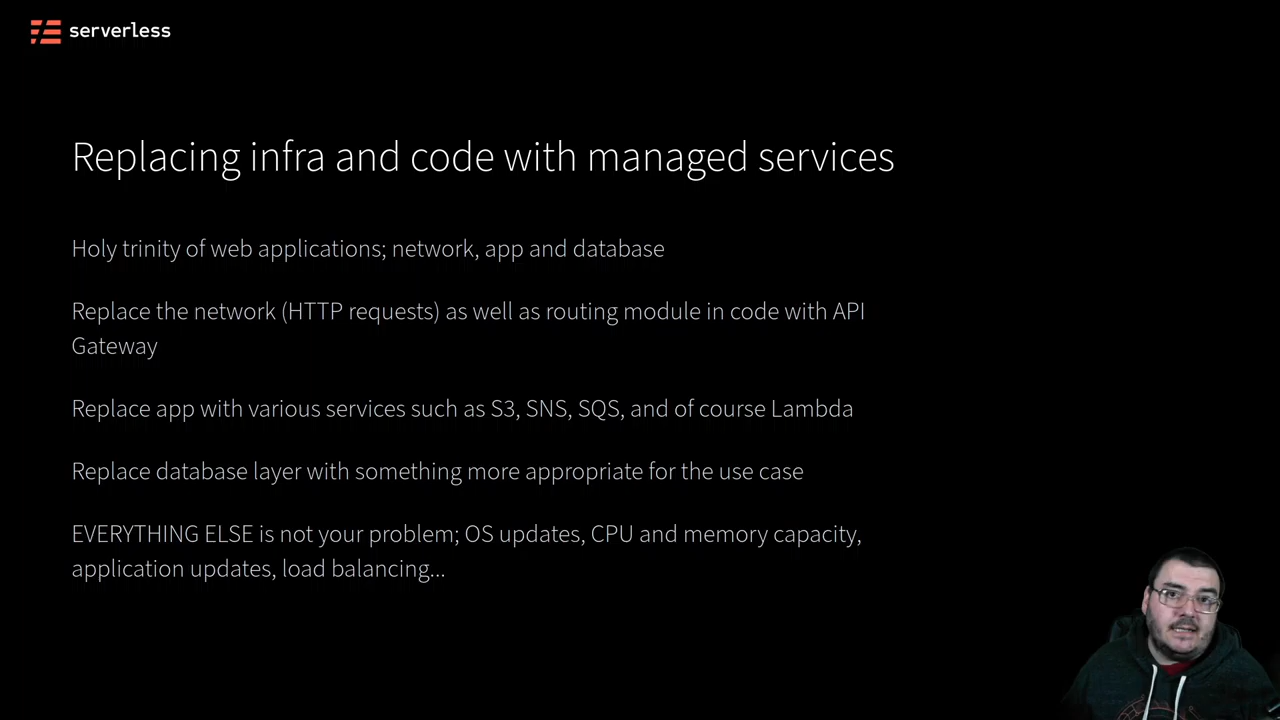 serverless
Replacing infra and code with managed services
Holy trinity of web applications; network, app and database
Replace the network (HTTP requests) as well as routing module in code with API
Gateway
Replace app with various services such as S3, SNS, SQS, and of course Lambda
Replace database layer with something more appropriate for the use case
EVERYTHING ELSE is not your problem; OS updates, CPU and memory capacity,
application updates, load balancing...